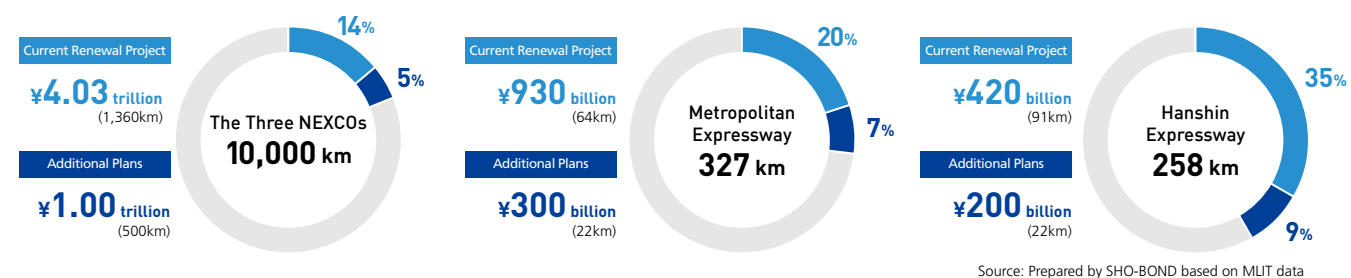 Current Renewal Project
¥4.03 trillion
(1,360km)
Additional Plans
¥1.00 trillion
(500km)
14%
5%
The Three NEXCOs
10,000 km
Current Renewal Project
¥930 billion
(64km)
Additional Plans
¥300 billion
(22km)
20%
7%
Metropolitan
Expressway
327 km
Current Renewal Project
¥420 billion
(91km)
Additional Plans
¥200 billion
(22km)
35%
9%
Hanshin
Expressway
258 km
Source: Prepared by SHO-BOND based on MLIT data